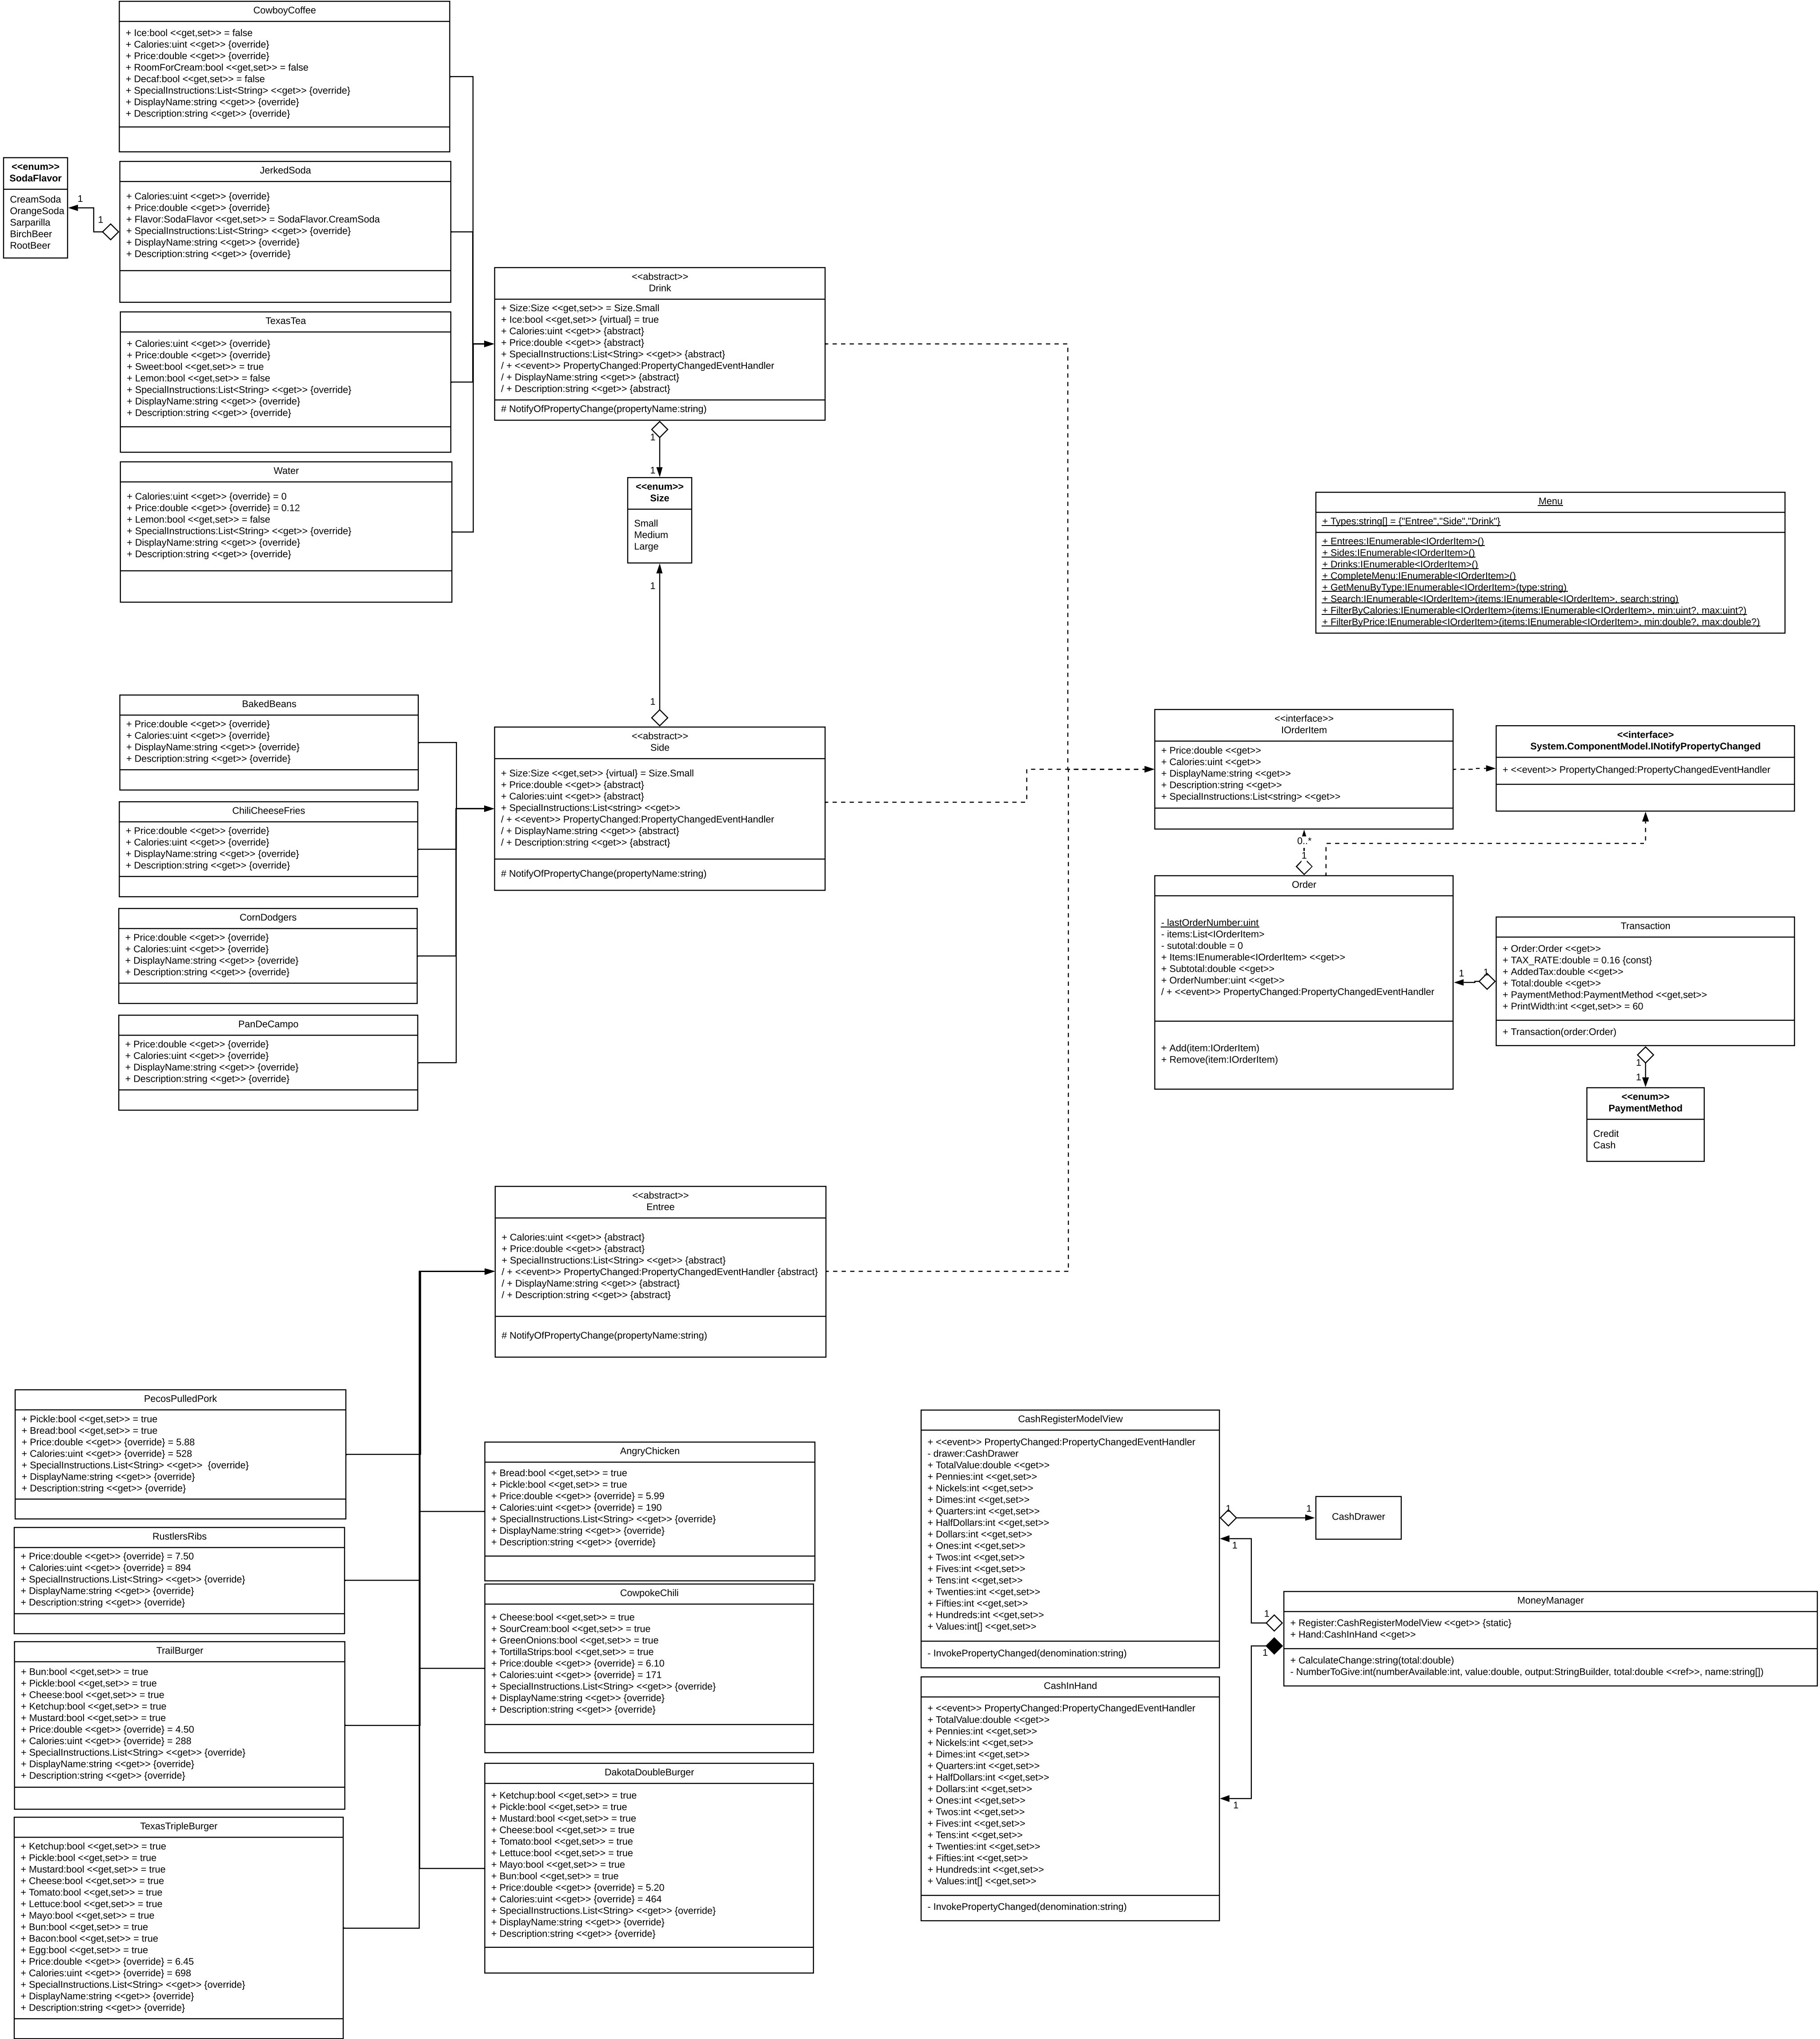 CowboyCoffee
+ Ice:bool <<get,set>> = false
+ Calories:uint <<get>> {override}
+ Price:double <<get>> {override}
+ RoomForCream:bool <<get,set>> = false
+ Decaf:bool <<get,set>> = false
+ SpecialInstructions:List<String> <<get>> {override}
+ DisplayName:string <<get>> {override}
+ Description:string <<get>> {override}
<<enum>>
SodaFlavor
CreamSoda
OrangeSoda
Sarparilla
BirchBeer
RootBeer
1
1
JerkedSoda
+ Calories:uint <<get>> {override}
+ Price:double <<get>> {override}
+ Flavor:SodaFlavor <<get,set>> = SodaFlavor.CreamSoda
+ SpecialInstructions:List<String> <<get>> {override}
+ DisplayName:string <<get>> {override}
+ Description:string <<get>> {override}
TexasTea
+ Calories:uint <<get>> {override}
+ Price:double <<get>> {override}
+ Sweet:bool <<get,set>> = true
+ Lemon:bool <<get,set>> = false
+ SpecialInstructions:List<String> <<get>> {override}
+ DisplayName:string <<get>> {override}
+ Description:string <<get>> {override}
Water
+ Calories:uint <<get>> {override} = 0
+ Price:double <<get>> {override} = 0.12
+ Lemon:bool <<get,set>> = false
+ SpecialInstructions:List<String> <<get>> {override}
+ DisplayName:string <<get>> {override}
+ Description:string <<get>> {override}
<<abstract>>
Drink
+ Size:Size <<get,set>> = Size.Small
+ Ice:bool <<get,set>> {virtual} = true
+ Calories:uint <<get>> {abstract}
+ Price:double <<get>> {abstract}
+ SpecialInstructions:List<String> <<get>> {abstract}
/ + <<event>> PropertyChanged:PropertyChangedEventHandler
/ + DisplayName:string <<get>> {abstract}
/ + Description:string <<get>> {abstract}
# NotifyOfPropertyChange(propertyName:string)
1
1
<<enum>>
Size
Small
Medium
Large
1
1
Menu
+ Types:string[] = {"Entree","Side","Drink"}
+ Entrees:IEnumerable<IOrderItem>()
+ Sides:IEnumerable<IOrderItem>()
+ Drinks:IEnumerable<IOrderItem>()
+ CompleteMenu:IEnumerable<IOrderItem>()
+ GetMenuByType:IEnumerable<IOrderItem>(type:string)
+ Search:IEnumerable<IOrderItem>(items:IEnumerable<IOrderItem>, search:string)
+ FilterByCalories:IEnumerable<IOrderItem>(items:IEnumerable<IOrderItem>, min:uint?, max:uint?)
+ FilterByPrice:IEnumerable<IOrderItem>(items:IEnumerable<IOrderItem>, min:double?, max:double?)
BakedBeans
+ Price:double <<get>> {override}
+ Calories:uint <<get>> {override}
+ DisplayName:string <<get>> {override}
+ Description:string <<get>> {override}
ChiliCheeseFries
+ Price:double <<get>> {override}
+ Calories:uint <<get>> {override}
+ DisplayName:string <<get>> {override}
+ Description:string <<get>> {override}
CornDodgers
+ Price:double <<get>> {override}
+ Calories:uint <<get>> {override}
+ DisplayName:string <<get>> {override}
+ Description:string <<get>> {override}
PanDeCampo
+ Price:double <<get>> {override}
+ Calories:uint <<get>> {override}
+ DisplayName:string <<get>> {override}
+ Description:string <<get>> {override}
<<abstract>>
Side
+ Size:Size <<get,set>> {virtual} = Size.Small
+ Price:double <<get>> {abstract}
+ Calories:uint <<get>> {abstract}
+ SpecialInstructions:List<string> <<get>>
/ + <<event>> PropertyChanged:PropertyChangedEventHandler
/ + DisplayName:string <<get>> {abstract}
/ + Description:string <<get>> {abstract}
# NotifyOfPropertyChange(propertyName:string)
<<interface>>
IOrderItem
+ Price:double <<get>>
+ Calories:uint <<get>>
+ DisplayName:string <<get>>
+ Description:string <<get>>
+ SpecialInstructions:List<string> <<get>>
<<interface>
System.ComponentModel.INotifyPropertyChanged
+ <<event>> PropertyChanged:PropertyChangedEventHandler
0..*
1
Order
- lastOrderNumber:uint
- items:List<IOrderItem>
- sutotal:double = 0
+ Items:IEnumerable<IOrderItem> <<get>>
+ Subtotal:double <<get>>
+ OrderNumber:uint <<get>>
/ + <<event>> PropertyChanged:PropertyChangedEventHandler
+ Add(item:IOrderItem)
+ Remove(item:IOrderItem)
1
1
Transaction
+ Order:Order <<get>>
+ TAX_RATE:double = 0.16 {const}
+ AddedTax:double <<get>>
+ Total:double <<get>>
+ PaymentMethod:PaymentMethod <<get,set>>
+ PrintWidth:int <<get,set>> = 60
+ Transaction(order:Order)
1
1
<<enum>>
PaymentMethod
Credit
Cash
<<abstract>>
Entree
+ Calories:uint <<get>> {abstract}
+ Price:double <<get>> {abstract}
+ SpecialInstructions:List<String> <<get>> {abstract}
/ + <<event>> PropertyChanged:PropertyChangedEventHandler {abstract}
/ + DisplayName:string <<get>> {abstract}
/ + Description:string <<get>> {abstract}
# NotifyOfPropertyChange(propertyName:string)
PecosPulledPork
+ Pickle:bool <<get,set>> = true
+ Bread:bool <<get,set>> = true
+ Price:double <<get>> {override} = 5.88
+ Calories:uint <<get>> {override} = 528
+ SpecialInstructions.List<String> <<get>>  {override}
+ DisplayName:string <<get>> {override}
+ Description:string <<get>> {override}
RustlersRibs
+ Price:double <<get>> {override} = 7.50
+ Calories:uint <<get>> {override} = 894
+ SpecialInstructions.List<String> <<get>> {override}
+ DisplayName:string <<get>> {override}
+ Description:string <<get>> {override}
TrailBurger
+ Bun:bool <<get,set>> = true
+ Pickle:bool <<get,set>> = true
+ Cheese:bool <<get,set>> = true
+ Ketchup:bool <<get,set>> = true
+ Mustard:bool <<get,set>> = true
+ Price:double <<get>> {override} = 4.50
+ Calories:uint <<get>> {override} = 288
+ SpecialInstructions.List<String> <<get>> {override}
+ DisplayName:string <<get>> {override}
+ Description:string <<get>> {override}
TexasTripleBurger
+ Ketchup:bool <<get,set>> = true
+ Pickle:bool <<get,set>> = true
+ Mustard:bool <<get,set>> = true
+ Cheese:bool <<get,set>> = true
+ Tomato:bool <<get,set>> = true
+ Lettuce:bool <<get,set>> = true
+ Mayo:bool <<get,set>> = true
+ Bun:bool <<get,set>> = true
+ Bacon:bool <<get,set>> = true
+ Egg:bool <<get,set>> = true
+ Price:double <<get>> {override} = 6.45
+ Calories:uint <<get>> {override} = 698
+ SpecialInstructions.List<String> <<get>> {override}
+ DisplayName:string <<get>> {override}
+ Description:string <<get>> {override}
AngryChicken
+ Bread:bool <<get,set>> = true
+ Pickle:bool <<get,set>> = true
+ Price:double <<get>> {override} = 5.99
+ Calories:uint <<get>> {override} = 190
+ SpecialInstructions.List<String> <<get>> {override}
+ DisplayName:string <<get>> {override}
+ Description:string <<get>> {override}
CowpokeChili
+ Cheese:bool <<get,set>> = true
+ SourCream:bool <<get,set>> = true
+ GreenOnions:bool <<get,set>> = true
+ TortillaStrips:bool <<get,set>> = true
+ Price:double <<get>> {override} = 6.10
+ Calories:uint <<get>> {override} = 171
+ SpecialInstructions.List<String> <<get>> {override}
+ DisplayName:string <<get>> {override}
+ Description:string <<get>> {override}
DakotaDoubleBurger
+ Ketchup:bool <<get,set>> = true
+ Pickle:bool <<get,set>> = true
+ Mustard:bool <<get,set>> = true
+ Cheese:bool <<get,set>> = true
+ Tomato:bool <<get,set>> = true
+ Lettuce:bool <<get,set>> = true
+ Mayo:bool <<get,set>> = true
+ Bun:bool <<get,set>> = true
+ Price:double <<get>> {override} = 5.20
+ Calories:uint <<get>> {override} = 464
+ SpecialInstructions.List<String> <<get>> {override}
+ DisplayName:string <<get>> {override}
+ Description:string <<get>> {override}
CashRegisterModelView
+ <<event>> PropertyChanged:PropertyChangedEventHandler
- drawer:CashDrawer
+ TotalValue:double <<get>>
+ Pennies:int <<get,set>>
+ Nickels:int <<get,set>>
+ Dimes:int <<get,set>>
+ Quarters:int <<get,set>>
+ HalfDollars:int <<get,set>>
+ Dollars:int <<get,set>>
+ Ones:int <<get,set>>
+ Twos:int <<get,set>>
+ Fives:int <<get,set>>
+ Tens:int <<get,set>>
+ Twenties:int <<get,set>>
+ Fifties:int <<get,set>>
+ Hundreds:int <<get,set>>
+ Values:int[] <<get,set>>
- InvokePropertyChanged(denomination:string)
1
1
CashDrawer
1
1
1
MoneyManager
+ Register:CashRegisterModelView <<get>> {static}
+ Hand:CashInHand <<get>>
+ CalculateChange:string(total:double)
- NumberToGive:int(numberAvailable:int, value:double, output:StringBuilder, total:double <<ref>>, name:string[])
CashInHand
+ <<event>> PropertyChanged:PropertyChangedEventHandler
+ TotalValue:double <<get>>
+ Pennies:int <<get,set>>
+ Nickels:int <<get,set>>
+ Dimes:int <<get,set>>
+ Quarters:int <<get,set>>
+ HalfDollars:int <<get,set>>
+ Dollars:int <<get,set>>
+ Ones:int <<get,set>>
+ Twos:int <<get,set>>
+ Fives:int <<get,set>>
+ Tens:int <<get,set>>
+ Twenties:int <<get,set>>
+ Fifties:int <<get,set>>
+ Hundreds:int <<get,set>>
+ Values:int[] <<get,set>>
- InvokePropertyChanged(denomination:string)
1